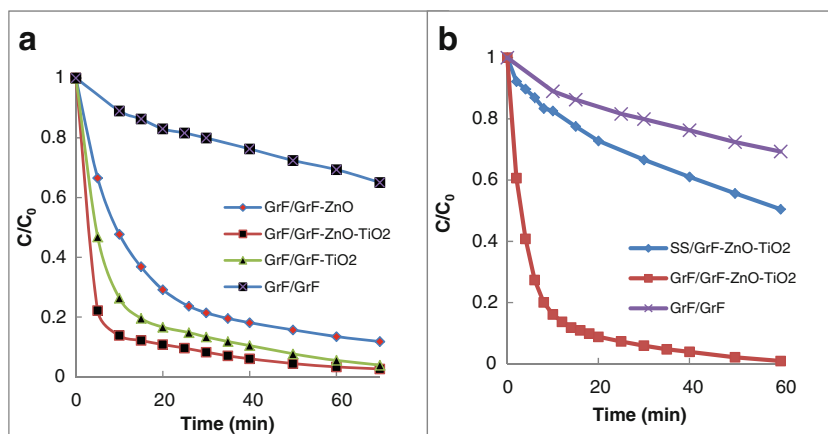 a
1
0.8
0.6
0.4
0.2
0
C/C0
0
20
40
60
Time (min)
GrF/GrF-ZnO
GrF/GrF-ZnO-TiO2
GrF/GrF-TiO2
GrF/GrF
b
1
0.8
0.6
0.4
0.2
0
C/C0
0
20
40
60
Time (min)
SS/GrF-ZnO-TiO2
GrF/GrF-ZnO-TiO2
GrF/GrF